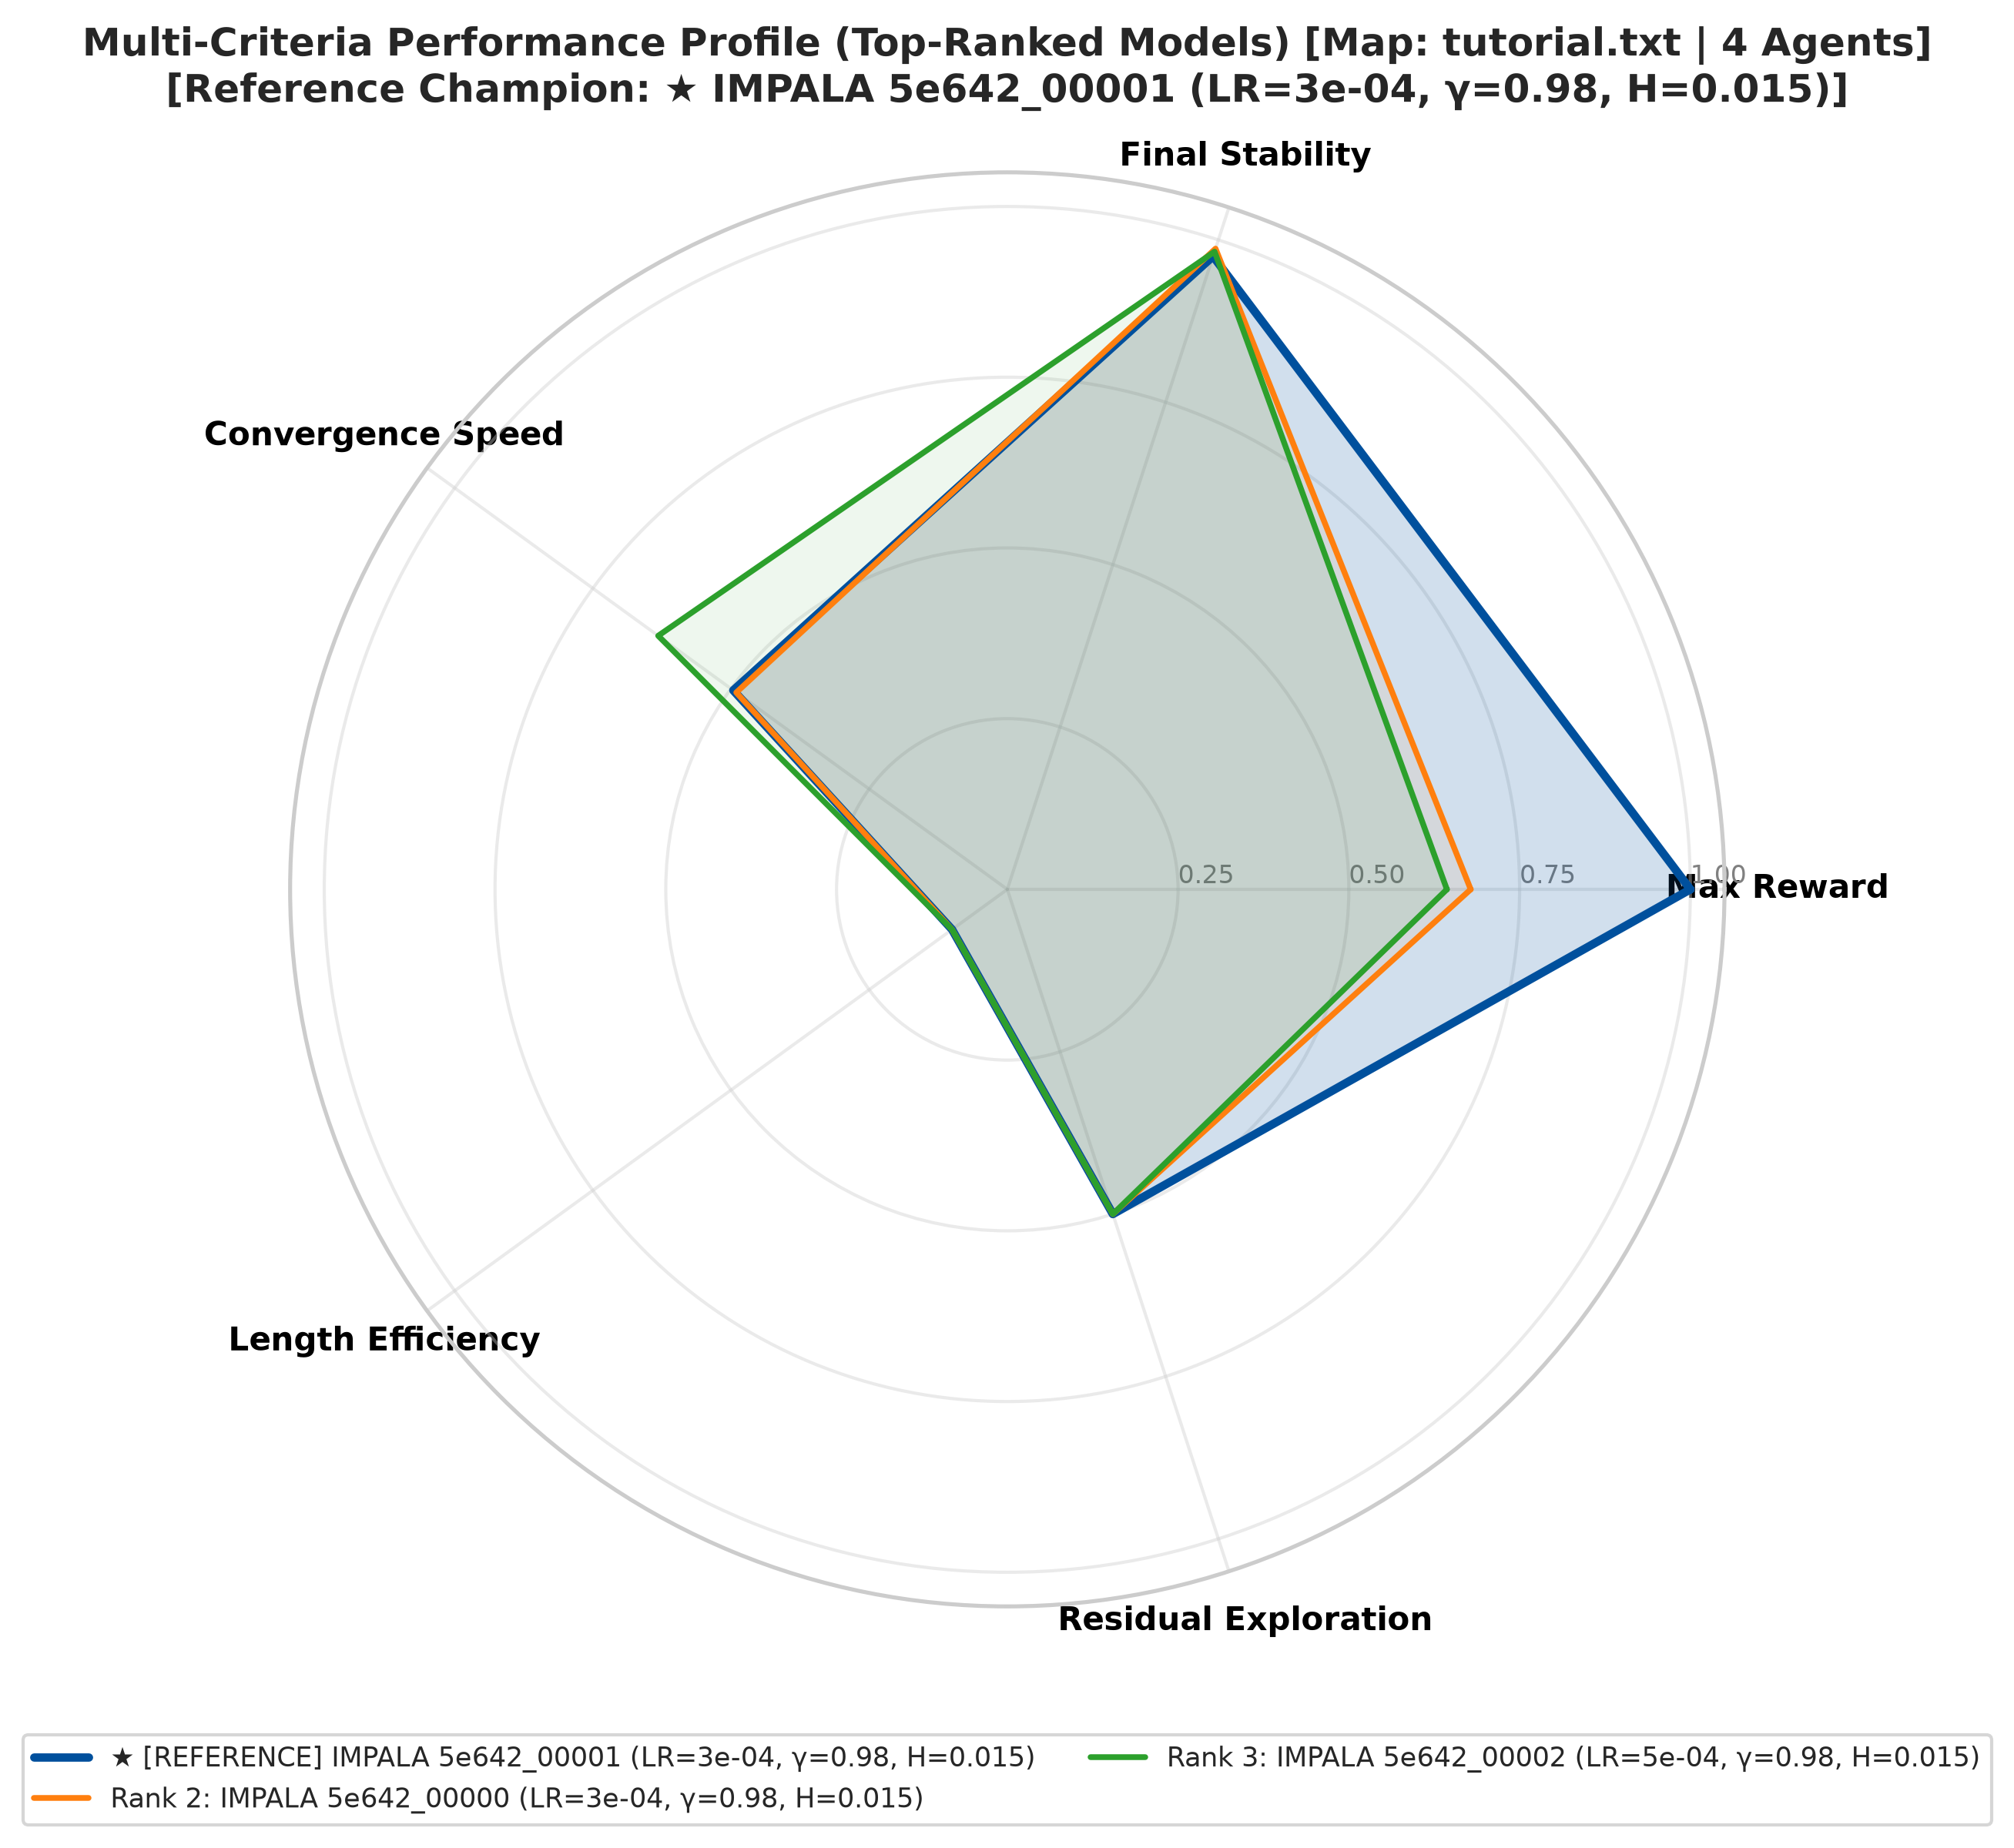 Multi-Criteria Performance Profile (Top-Ranked Models) [Map: tutorial.txt | 4 Agents]
[Reference Champion: ★ IMPALA 5e642_00001 (LR=3e-04, γ=0.98, H=0.015)]
Final Stability
Convergence Speed
0.25
0.50
0.75
1.00
Max Reward
Length Efficiency
Residual Exploration
★ [REFERENCE] IMPALA 5e642_00001 (LR=3e-04, γ=0.98, H=0.015)
Rank 2: IMPALA 5e642_00000 (LR=3e-04, γ=0.98, H=0.015)
Rank 3: IMPALA 5e642_00002 (LR=5e-04, γ=0.98, H=0.015)